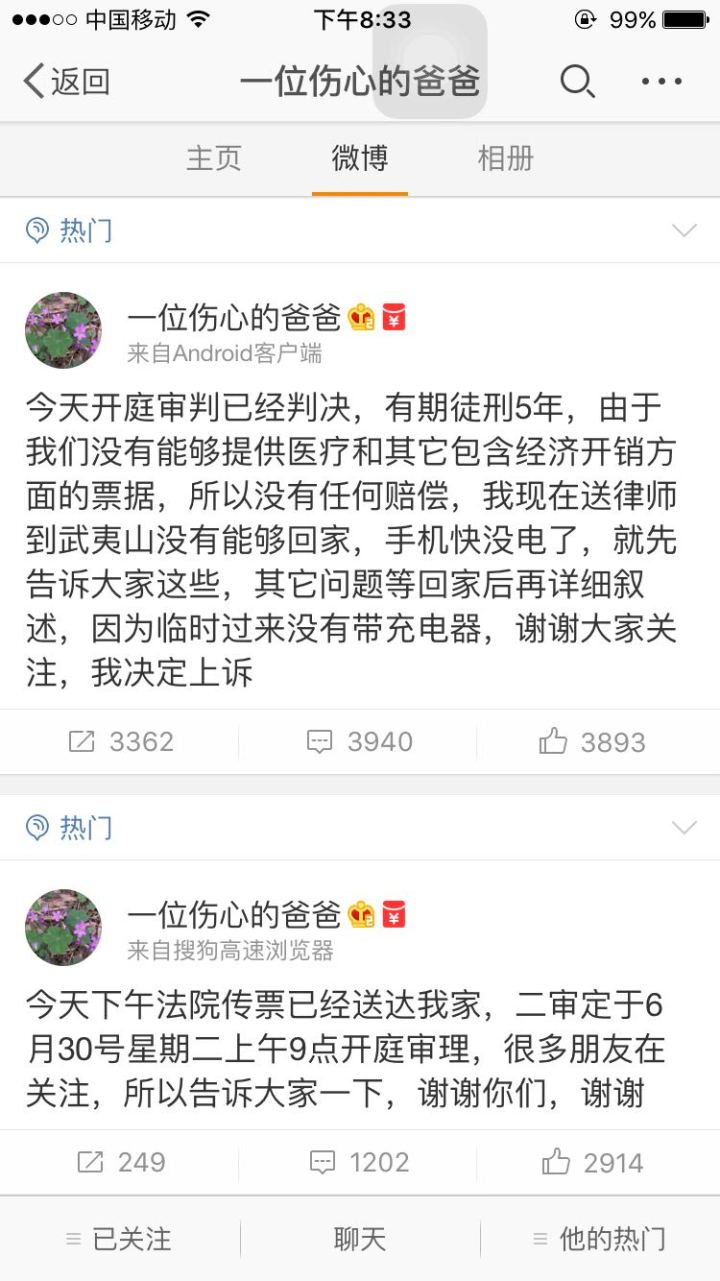 中国移动 下午8:33 99%
返回 一位伤心的爸爸
主页 微博 相册
热门
一位伤心的爸爸
来自Android客户端
今天开庭审判已经判决，有期徒刑5年，由于
我们没有能够提供医疗和其它包含经济开销方
面的票据，所以没有任何赔偿，我现在送律师
到武夷山没有能够回家，手机快没电了，就先
告诉大家这些，其它问题等回家后再详细叙
述，因为临时过来没有带充电器，谢谢大家关
注，我决定上诉
3362 3940 3893
热门
一位伤心的爸爸
来自搜狗高速浏览器
今天下午法院传票已经送达我家，二审定于6
月30号星期二上午9点开庭审理，很多朋友在
关注，所以告诉大家一下，谢谢你们，谢谢
249 1202 2914
已关注 聊天 他的热门